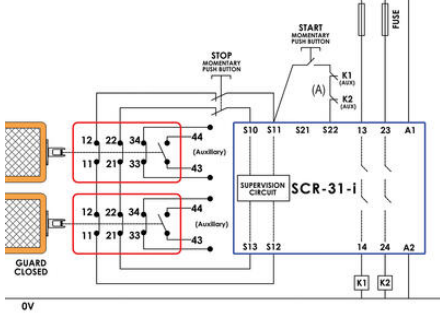 START
MOMENTARY
PUSH BUTTON
FUSE
STOP
MOMENTARY
PUSH BUTTON
K1
(AUX)
(A)
K2
(AUX)
12 22 34 44
S10 S11 S21 S22 13 23 A1
(Auxiliary)
11 21 33 43
SUPERVISION
CIRCUIT
SCR-31-i
12 22 34 44
(Auxiliary)
11 21 33 43
S13 S12 14 24 A2
GUARD
CLOSED
K1 K2
0V